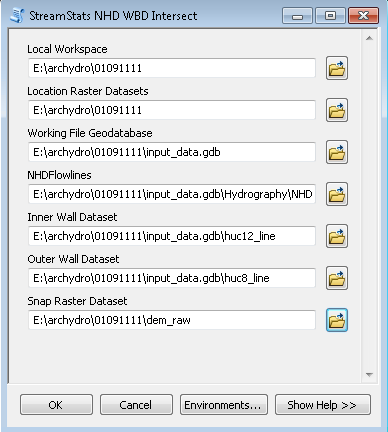 StreamStats NHD WBD Intersect
Local Workspace
E:\archydro\01091111
Location Raster Datasets
E:\archydro\01091111
Working File Geodatabase
E:\archydro\01091111\input_data.gdb
NHDFlowlines
E:\archydro\01091111\input_data.gdb\Hydrography\NHD
Inner Wall Dataset
E:\archydro\01091111\input_data.gdb\huc12_line
Outer Wall Dataset
E:\archydro\01091111\input_data.gdb\huc8_line
Snap Raster Dataset
E:\archydro\01091111\dem_raw
OK Cancel Environments... Show Help >>